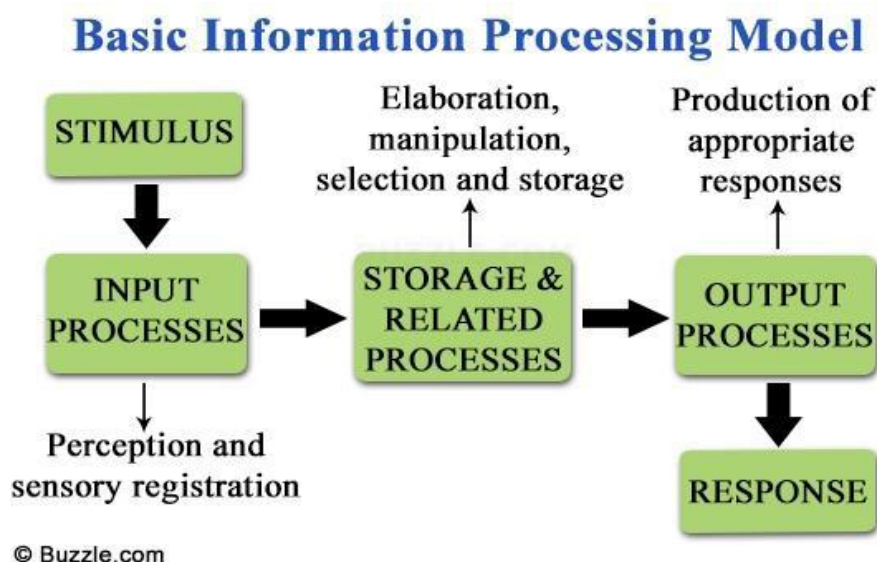 Basic Information Processing Model
STIMULUS
Elaboration,
manipulation,
selection and storage
Production of
appropriate
responses
INPUT
PROCESSES
STORAGE &
RELATED
PROCESSES
OUTPUT
PROCESSES
Perception and
sensory registration
RESPONSE
© Buzzle.com